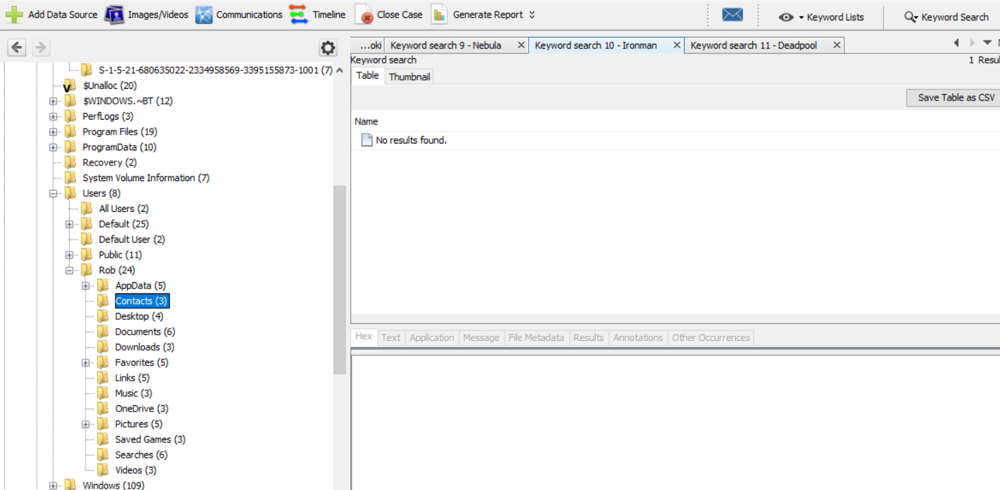 Add Data Source Images/Videos Communications Timeline Close Case Generate Report Keyword Lists Keyword Search
S-1-5-21-680635022-2334958569-3395155873-1001 (7)
$Unalloc (20)
$WINDOWS.~BT (12)
PerfLogs (3)
Program Files (19)
ProgramData (10)
Recovery (2)
System Volume Information (7)
Users (8)
All Users (2)
Default (25)
Default User (2)
Public (11)
Rob (24)
AppData (5)
Contacts (3)
Desktop (4)
Documents (6)
Downloads (3)
Favorites (5)
Links (5)
Music (3)
OneDrive (3)
Pictures (5)
Saved Games (3)
Searches (6)
Videos (3)
Windows (109)
...oki Keyword search 9 - Nebula Keyword search 10 - Ironman Keyword search 11 - Deadpool
Keyword search 1 Resul
Table Thumbnail
Save Table as CSV
Name
No results found.
Hex Text Application Message File Metadata Results Annotations Other Occurrences